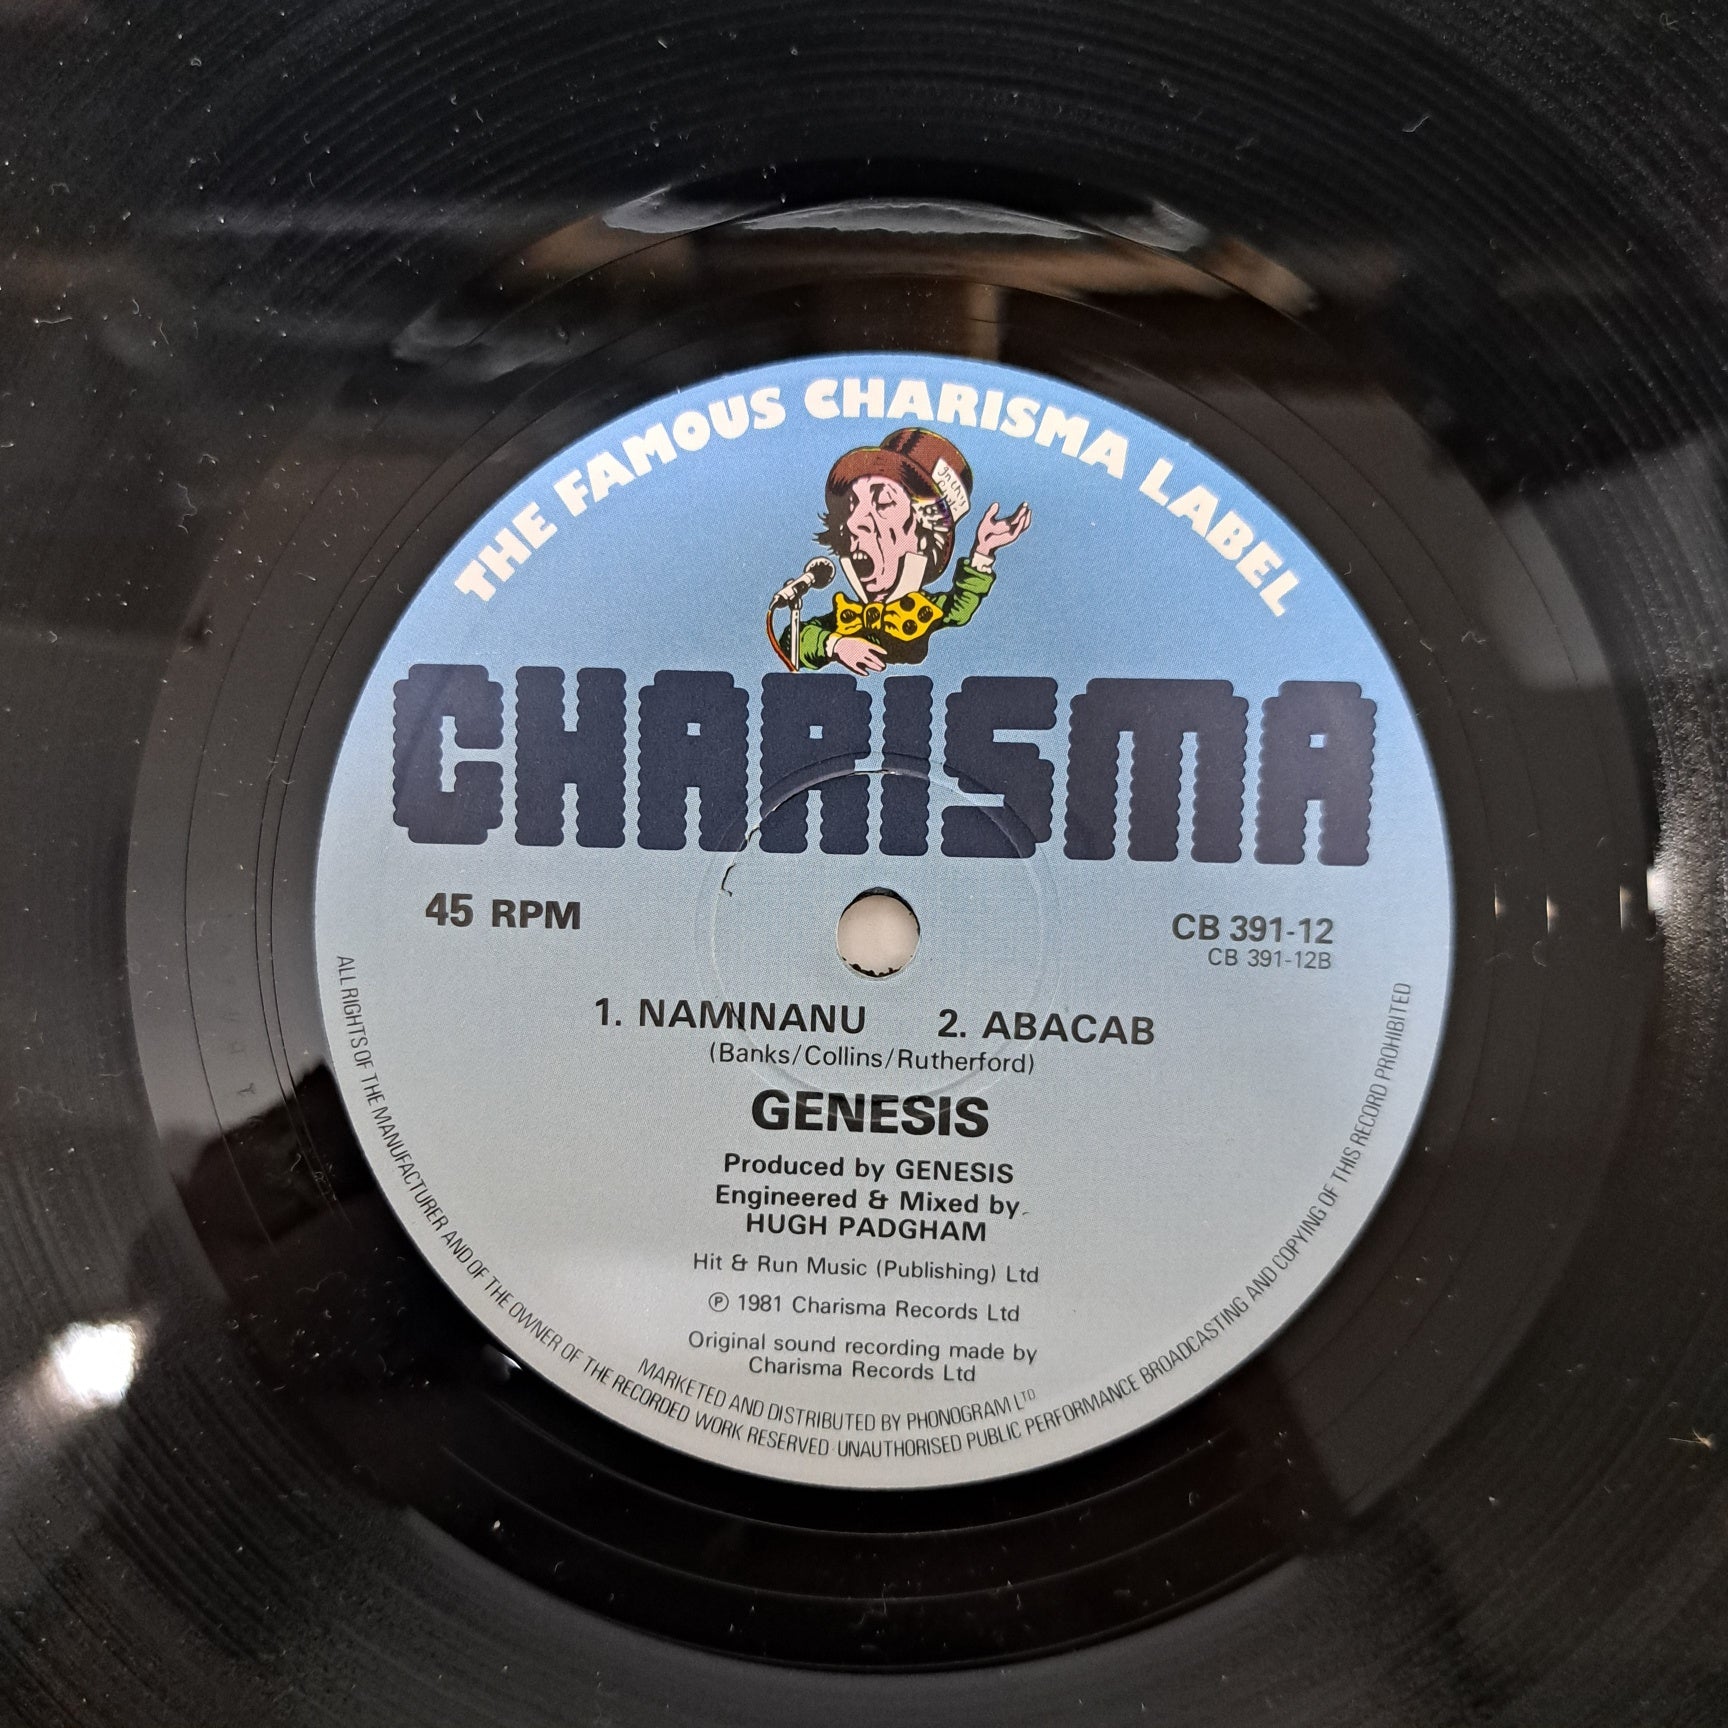 THE FAMOUS CHARISMA LABEL
In this
CHARISMA
45 RPM
CB 391-12
CB 391-12B
1. NAMINANU 2. ABACAB
(Banks/Collins/Rutherford)
GENESIS
Produced by GENESIS
Engineered & Mixed by
HUGH PADGHAM
Hit & Run Music (Publishing) Ltd
℗ 1981 Charisma Records Ltd
Original sound recording made by
Charisma Records Ltd
MARKETED AND DISTRIBUTED BY PHONOGRAM LTD
ALL RIGHTS OF THE MANUFACTURER AND OF THE OWNER OF THE RECORDED WORK RESERVED·UNAUTHORISED PUBLIC PERFORMANCE BROADCASTING AND COPYING OF THIS RECORD PROHIBITED